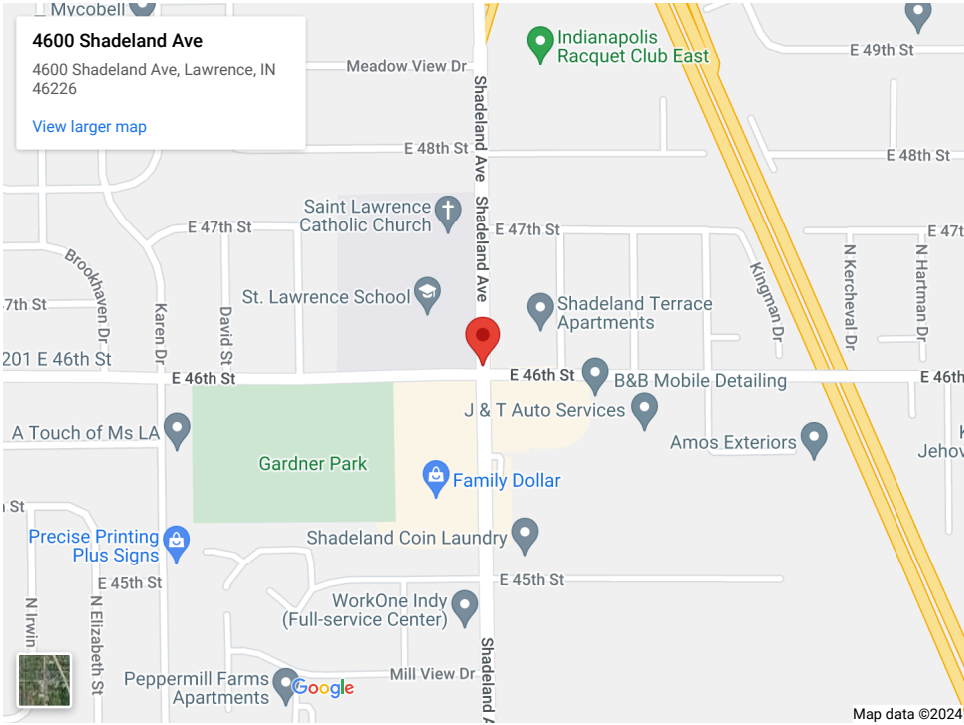 Mycobell
4600 Shadeland Ave
4600 Shadeland Ave, Lawrence, IN
46226
View larger map
Indianapolis
Racquet Club East
E 49th St
Meadow View Dr
Shadeland Ave
E 48th St
E 48th St
Saint Lawrence
Catholic Church
Shadeland Ave
E 47th St
E 47th St
E 47t
Brookhaven Dr
St. Lawrence School
Shadeland Terrace
Apartments
Kingman Dr
N Kercheval Dr
N Hartman Dr
7th St
Karen Dr
David St
201 E 46th St
E 46th St
E 46th St
E 46th
B&B Mobile Detailing
J & T Auto Services
A Touch of Ms LA
Amos Exteriors
Jehov
Gardner Park
Family Dollar
St
Precise Printing
Plus Signs
Shadeland Coin Laundry
E 45th St
E 45th St
N Irwin
N Elizabeth St
WorkOne Indy
(Full-service Center)
Shadeland A
Mill View Dr
Peppermill Farms
Apartments
Google
Map data ©2024